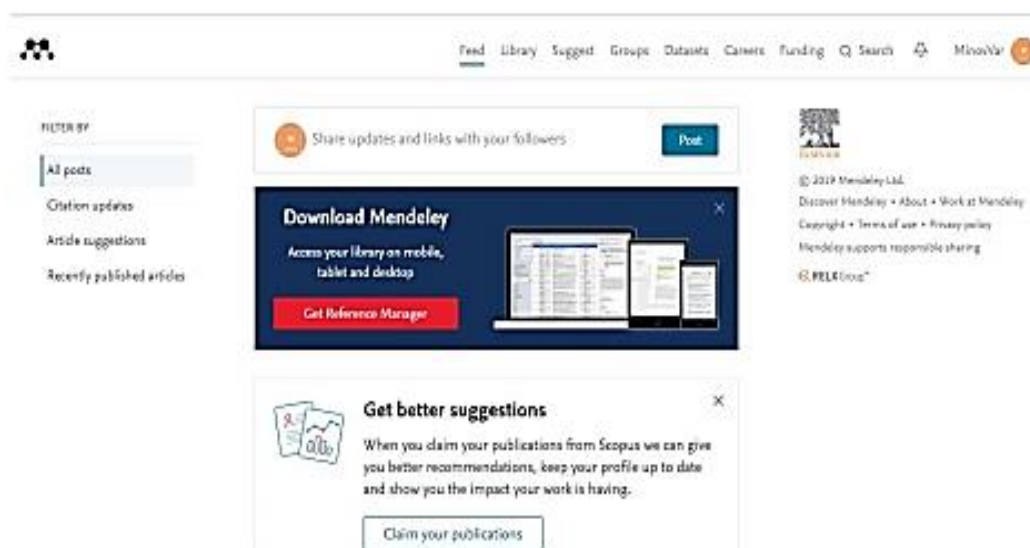 Feed Library Suggest Groups Datasets Careers Funding Search MinovVar
FILTER BY
All posts
Citation updates
Article suggestions
Recently published articles
Share updates and links with your followers
Post
Download Mendeley
Access your library on mobile,
tablet and desktop
Get Reference Manager
Get better suggestions
When you claim your publications from Scopus we can give
you better recommendations, keep your profile up to date
and show you the impact your work is having.
Claim your publications
ELSEVIER
© 2019 Mendeley Ltd.
Discover Mendeley • About • Work at Mendeley
Copyright • Terms of use • Privacy policy
Mendeley supports responsible sharing
RELX Group™